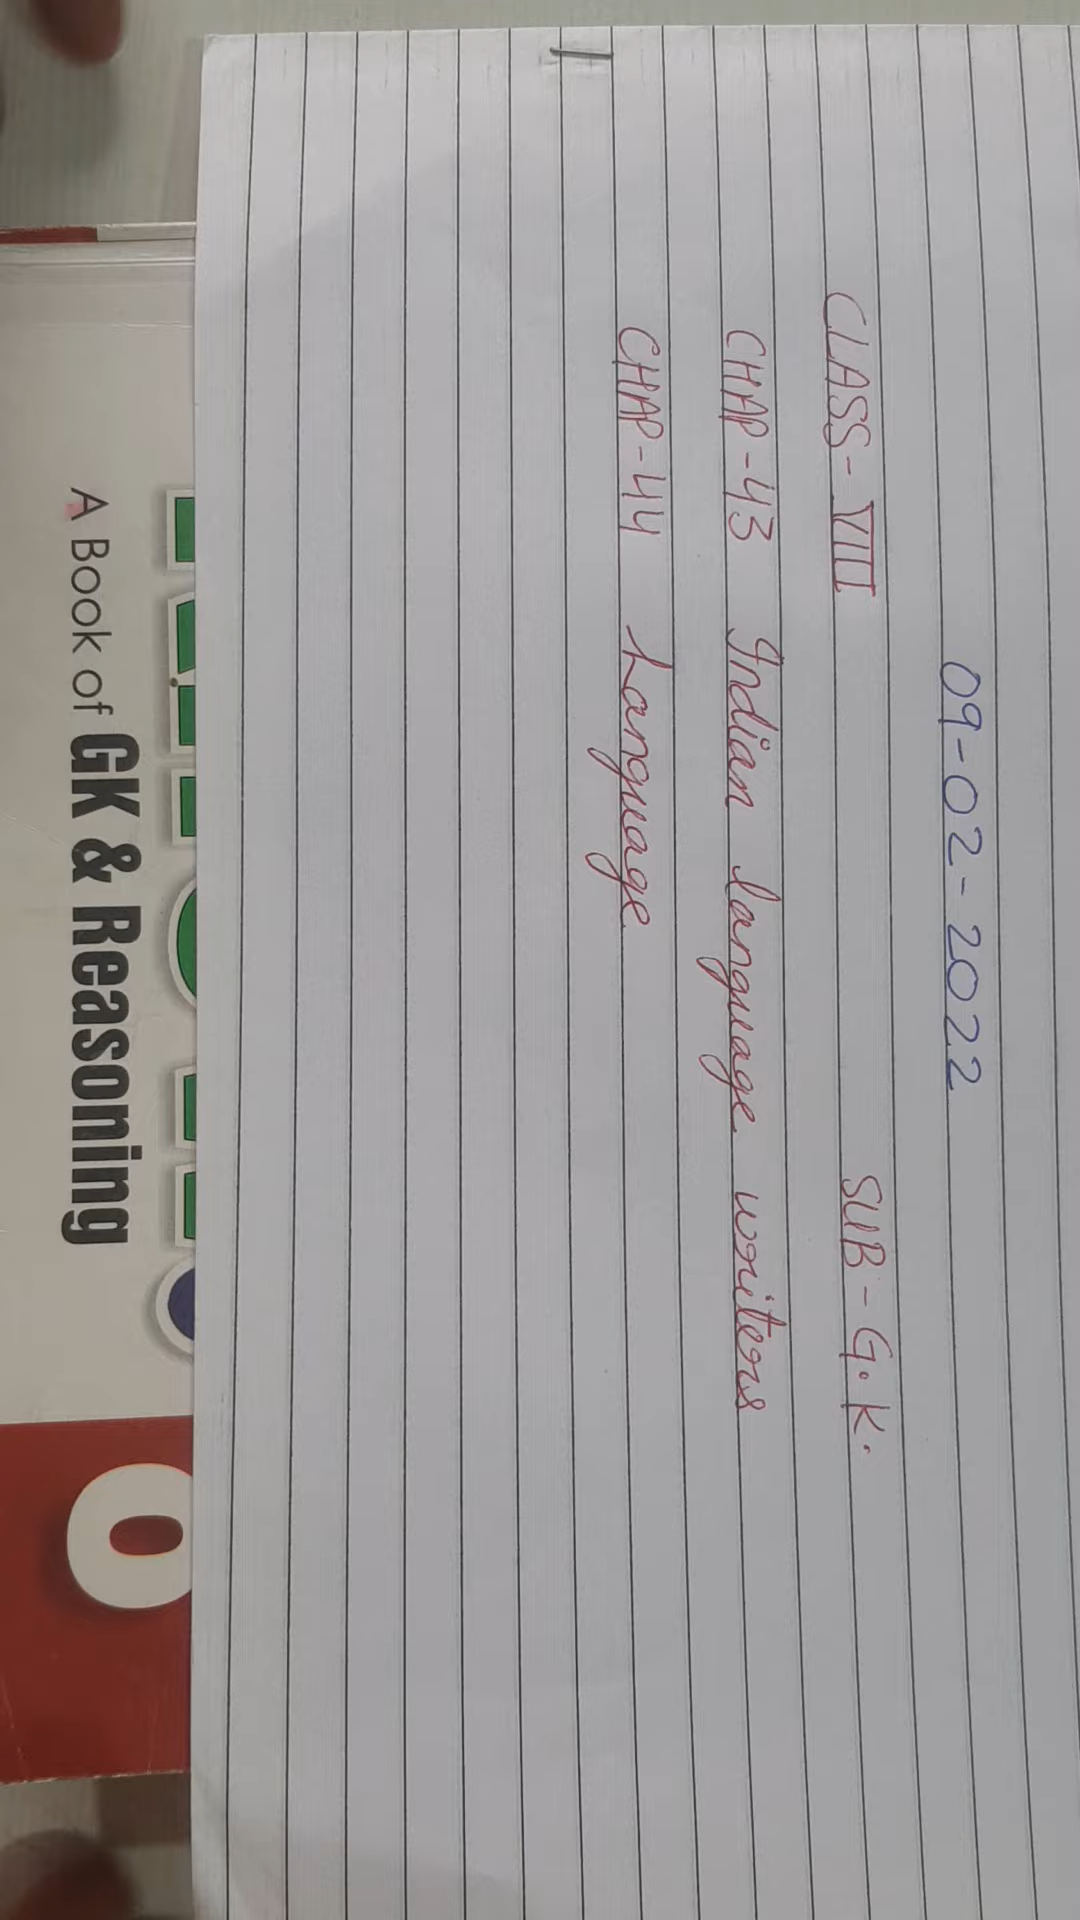 09-02-2022
CLASS-VIII SUB-G.K.
CHAP-43 Indian language writers
CHAP-44 Language
A Book of GK & Reasoning